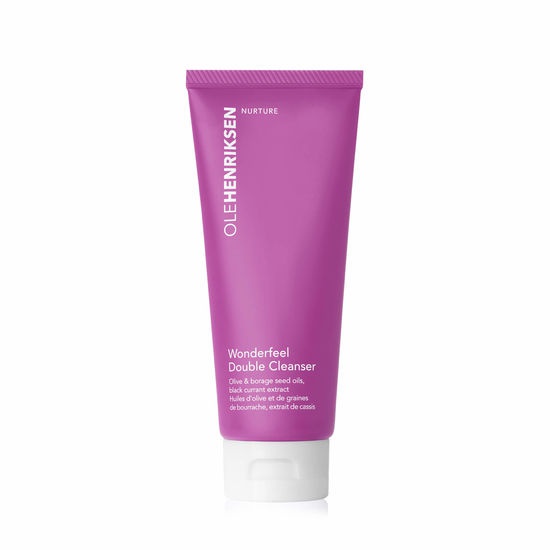 OLEHENRIKSEN
NURTURE
Wonderfeel
Double Cleanser
Olive & borage seed oils,
black currant extract
Huiles d'olive et de graines
de bourrache, extrait de cassis